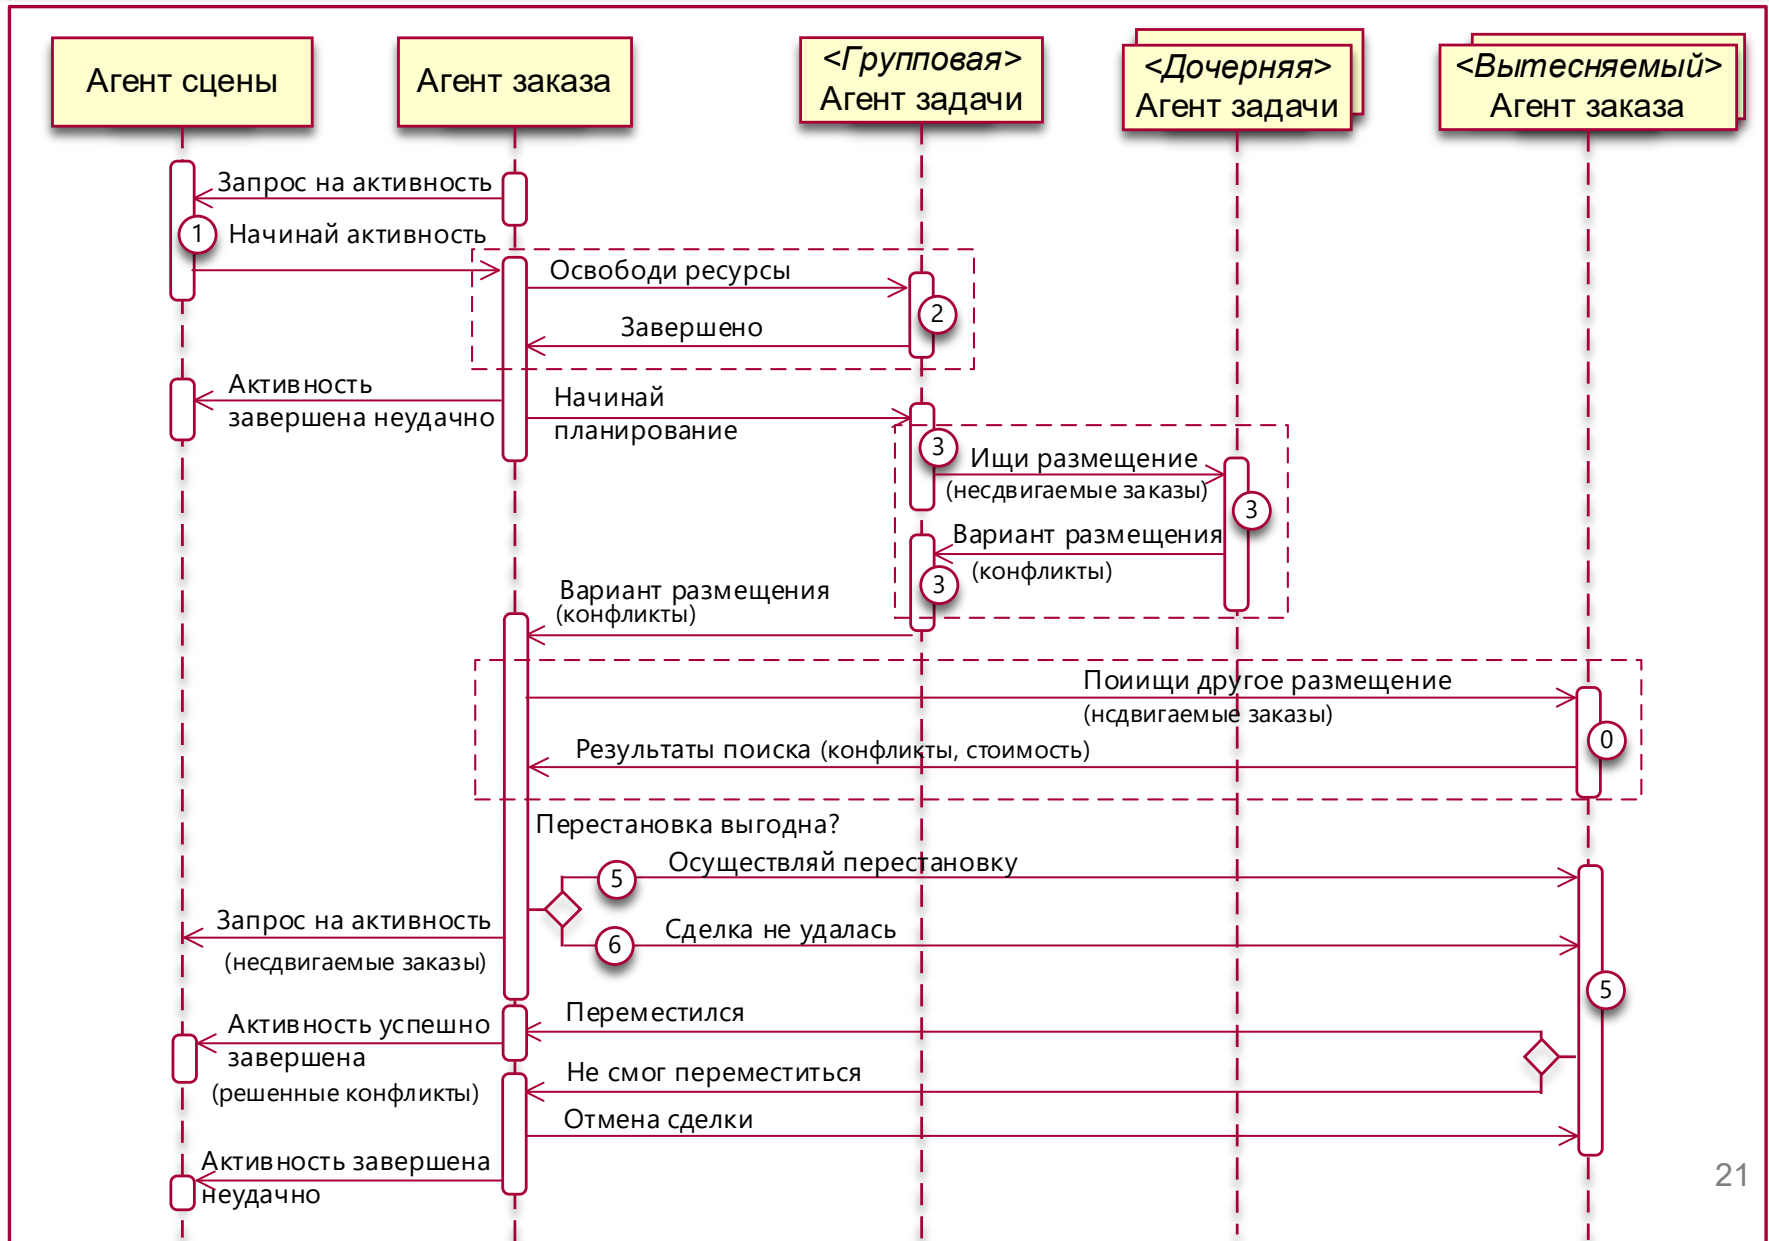 Агент сцены
Агент заказа
<Групповая>
Агент задачи
<Дочерняя>
Агент задачи
<Вытесняемый>
Агент заказа
Запрос на активность
1
Начинай активность
Освободи ресурсы
2
Завершено
Активность
завершена неудачно
Начинай
планирование
3
Ищи размещение
(несдвигаемые заказы)
3
Вариант размещения
(конфликты)
3
Вариант размещения
(конфликты)
Поиищи другое размещение
(нсдвигаемые заказы)
0
Результаты поиска (конфликты, стоимость)
Перестановка выгодна?
5
Осуществляй перестановку
Запрос на активность
(несдвигаемые заказы)
6
Сделка не удалась
5
Переместился
Активность успешно
завершена
(решенные конфликты)
Не смог переместиться
Отмена сделки
Активность завершена
неудачно
21